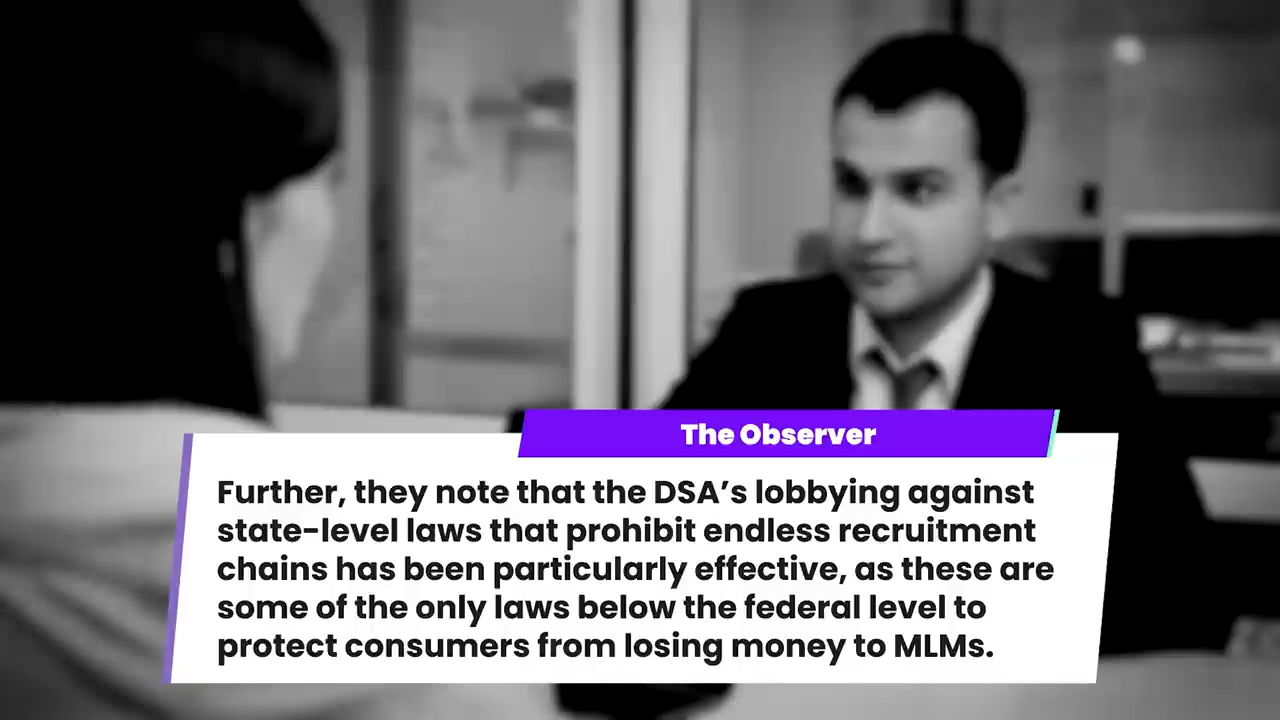 The Observer
Further, they note that the DSA’s lobbying against
state-level laws that prohibit endless recruitment
chains has been particularly effective, as these are
some of the only laws below the federal level to
protect consumers from losing money to MLMs.